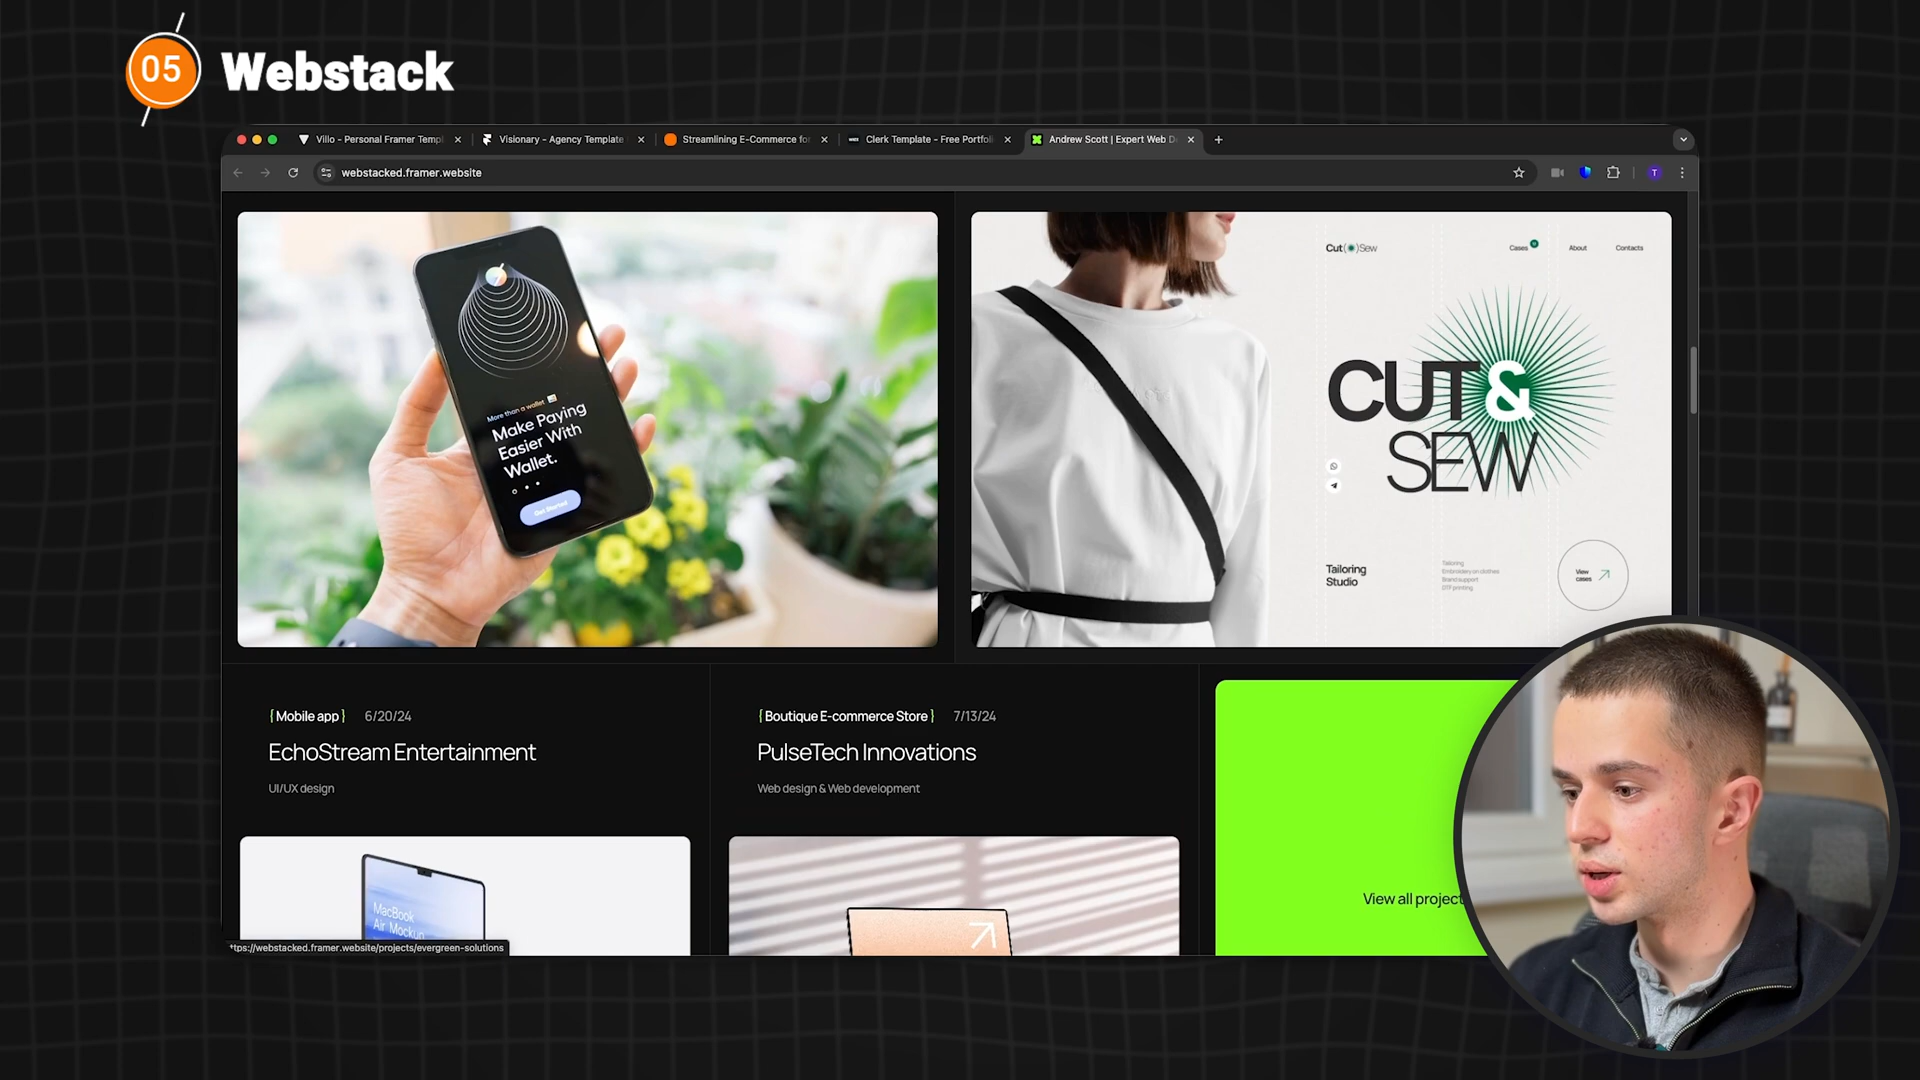 05 Webstack
Villo - Personal Framer Templ
Visionary - Agency Template
Streamlining E-Commerce for
Clerk Template - Free Portfoli
Andrew Scott | Expert Web D
webstacked.framer.website
T
More than a wallet
Make Paying
Easier With
Wallet.
Get Started
Cut(✺)Sew
Cases
About
Contacts
CUT &
SEW
Tailoring
Studio
Tailoring
Embroidery on clothes
Brand support
DTF printing
View
cases
{Mobile app} 6/20/24
EchoStream Entertainment
UI/UX design
{Boutique E-commerce Store} 7/13/24
PulseTech Innovations
Web design & Web development
View all project
MacBook
Air Mockup
ttps://webstacked.framer.website/projects/evergreen-solutions